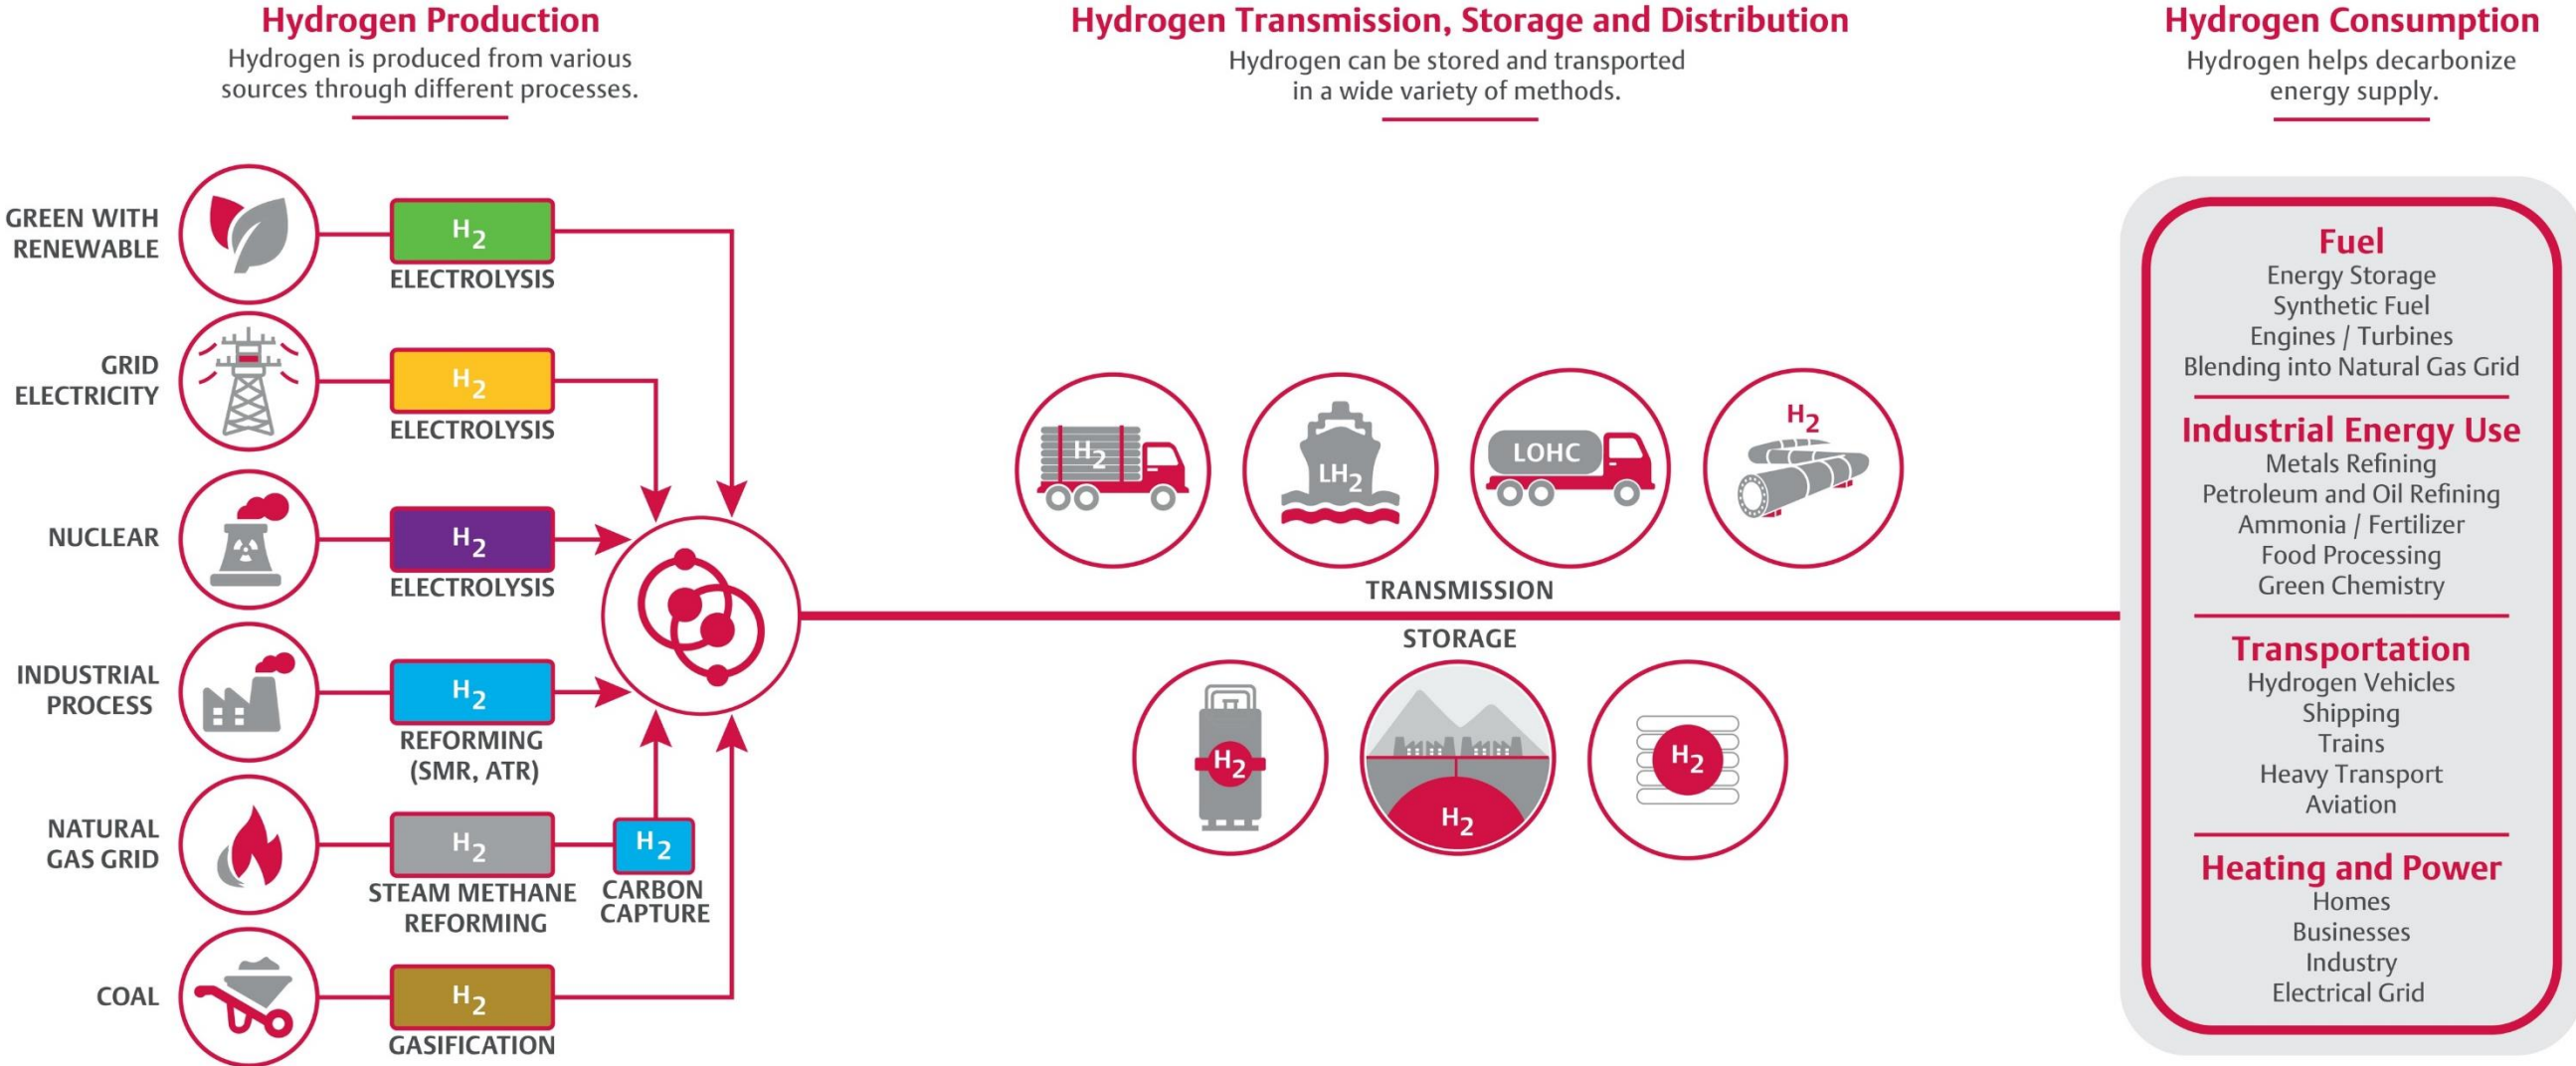 Hydrogen Production
Hydrogen is produced from various
sources through different processes.
GREEN WITH
RENEWABLE
H2
ELECTROLYSIS
GRID
ELECTRICITY
H2
ELECTROLYSIS
NUCLEAR
H2
ELECTROLYSIS
INDUSTRIAL
PROCESS
H2
REFORMING
(SMR, ATR)
NATURAL
GAS GRID
H2
STEAM METHANE
REFORMING
H2
CARBON
CAPTURE
COAL
H2
GASIFICATION
Hydrogen Transmission, Storage and Distribution
Hydrogen can be stored and transported
in a wide variety of methods.
H2
LH2
LOHC
H2
TRANSMISSION
STORAGE
H2
H2
H2
Hydrogen Consumption
Hydrogen helps decarbonize
energy supply.
Fuel
Energy Storage
Synthetic Fuel
Engines / Turbines
Blending into Natural Gas Grid
Industrial Energy Use
Metals Refining
Petroleum and Oil Refining
Ammonia / Fertilizer
Food Processing
Green Chemistry
Transportation
Hydrogen Vehicles
Shipping
Trains
Heavy Transport
Aviation
Heating and Power
Homes
Businesses
Industry
Electrical Grid